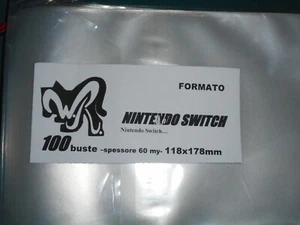 FORMATO
NINTENDO SWITCH
Nintendo Switch...
100 buste -spessore 60 my- 118x178mm